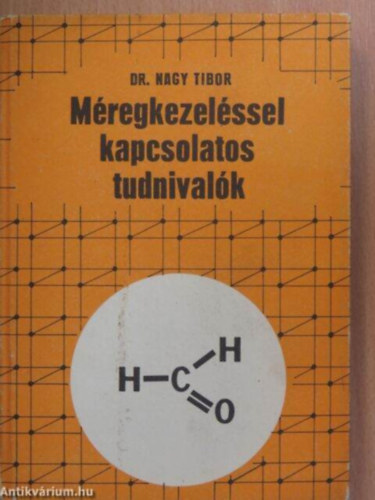 DR. NAGY TIBOR
Méregkezeléssel
kapcsolatos
tudnivalók
H
H-C
O
Antikvárium.hu